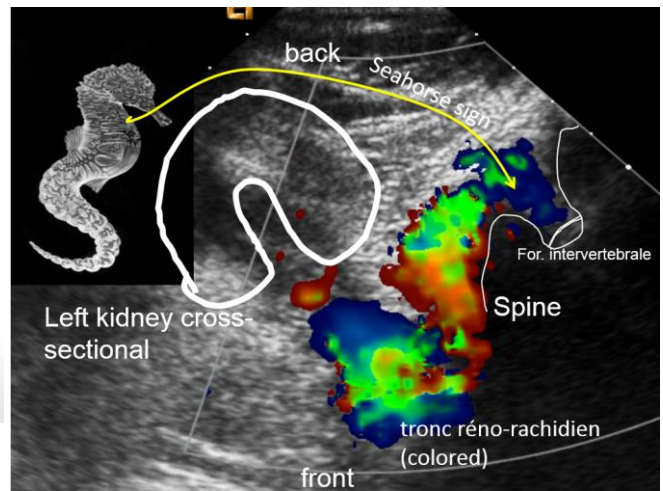 back
Seahorse sign
For. intervertebrale
Spine
Left kidney cross-
sectional
tronc réno-rachidien
(colored)
front